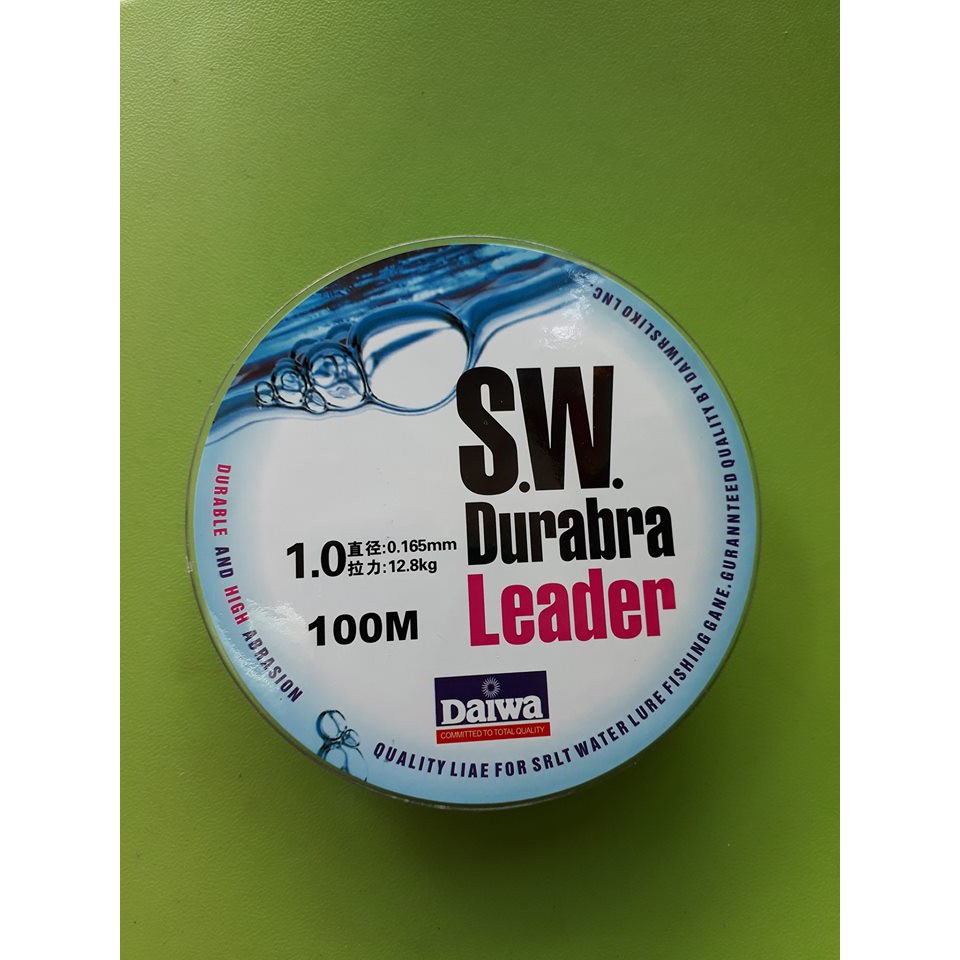 S.W.
Durabra
Leader
1.0
直径:0.165mm
拉力:12.8kg
100M
DAIWA
COMMITTED TO TOTAL QUALITY
DURABLE AND HIGH ABRASION
QUALITY LIAE FOR SRLT WATER LURE FISHING GANE. GURANNTEED QUALITY BY DAIWRSLIKO LNC.